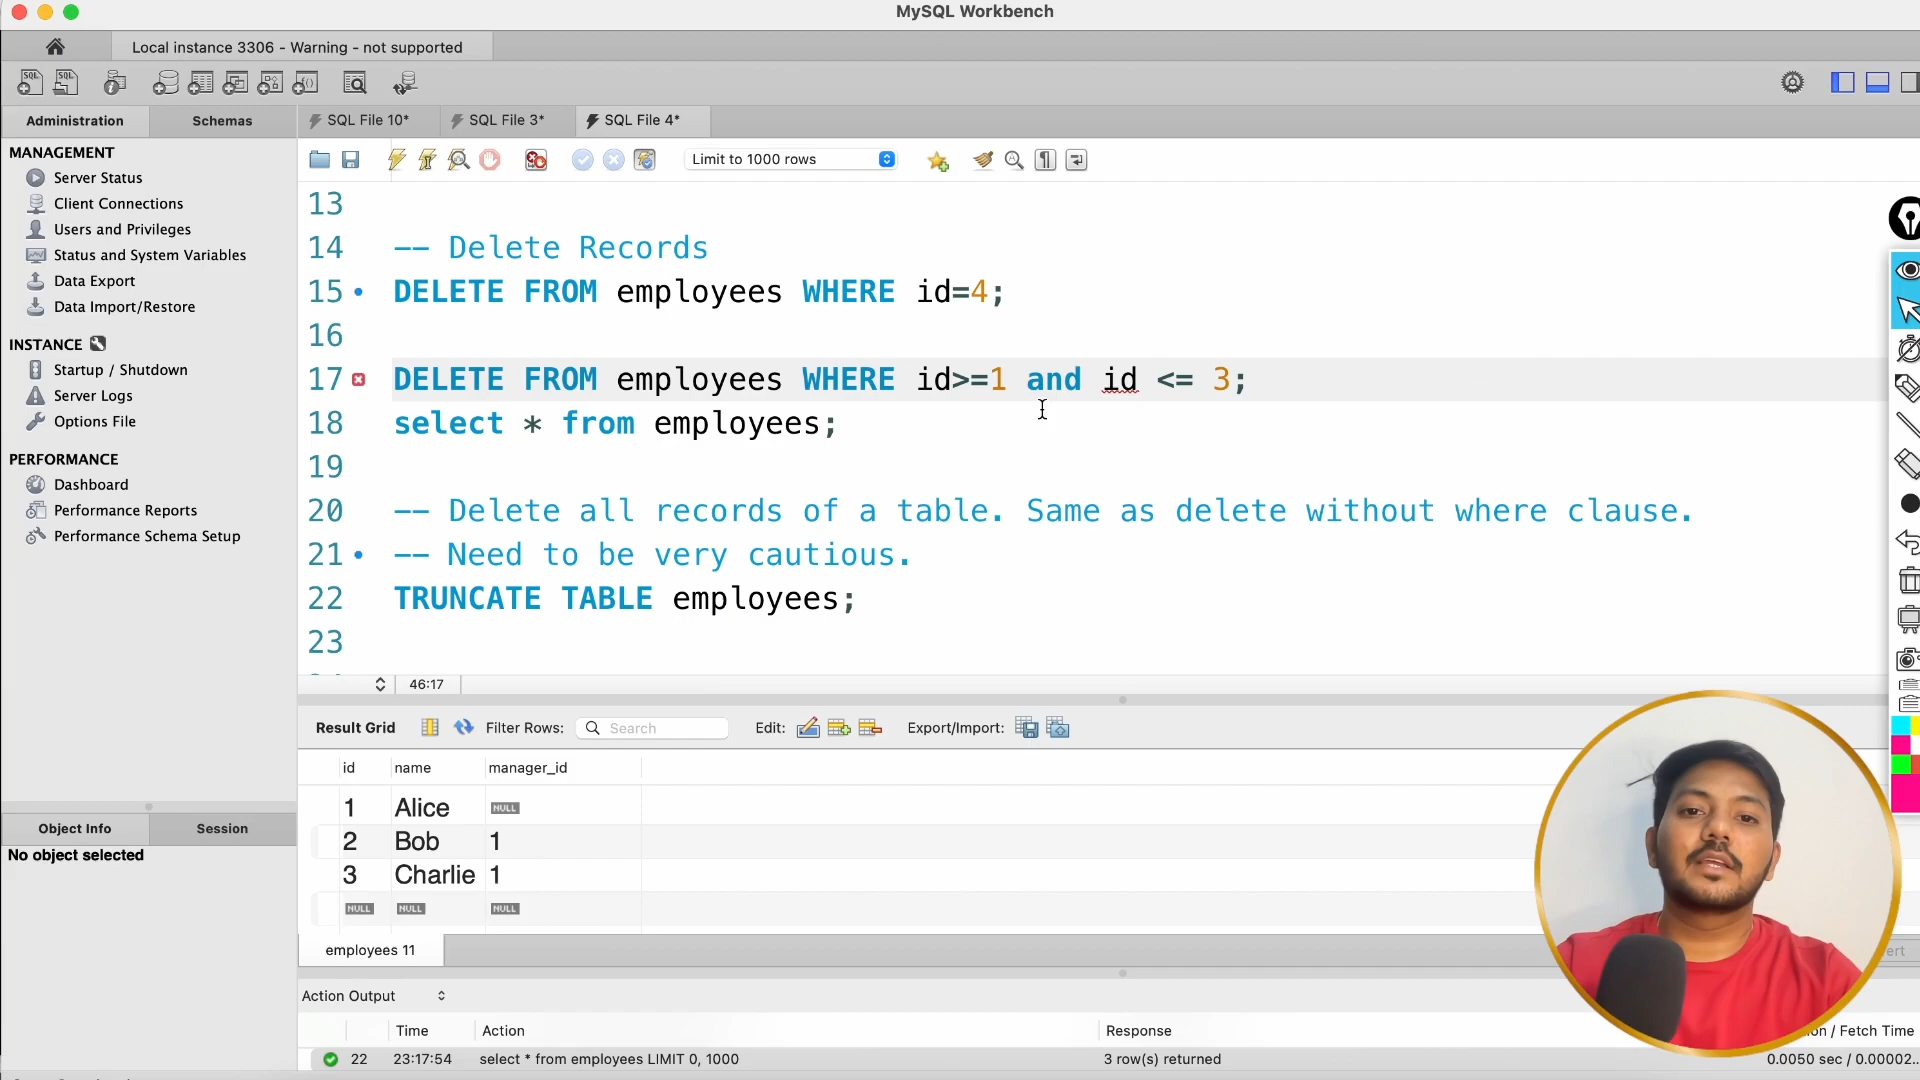 MySQL Workbench
Local instance 3306 - Warning - not supported
Administration
Schemas
SQL File 10*
SQL File 3*
SQL File 4*
MANAGEMENT
Server Status
Client Connections
Users and Privileges
Status and System Variables
Data Export
Data Import/Restore
INSTANCE
Startup / Shutdown
Server Logs
Options File
PERFORMANCE
Dashboard
Performance Reports
Performance Schema Setup
Limit to 1000 rows
13
14 -- Delete Records
15 DELETE FROM employees WHERE id=4;
16
17 DELETE FROM employees WHERE id>=1 and id <= 3;
18 select * from employees;
19
20 -- Delete all records of a table. Same as delete without where clause.
21 -- Need to be very cautious.
22 TRUNCATE TABLE employees;
23
46:17
Result Grid Filter Rows: Search Edit: Export/Import:
id name manager_id
1 Alice NULL
2 Bob 1
3 Charlie 1
NULL NULL NULL
employees 11
Object Info Session
No object selected
Action Output
Time Action Response / Fetch Time
22 23:17:54 select * from employees LIMIT 0, 1000 3 row(s) returned 0.0050 sec / 0.00002...